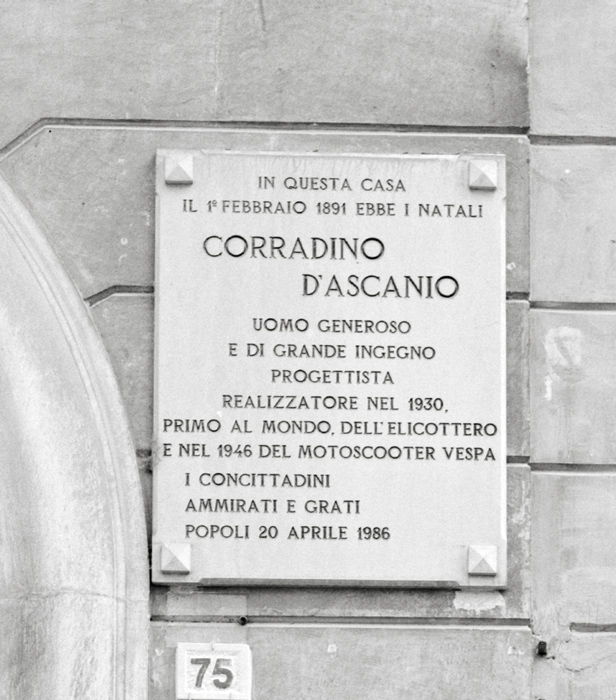 IN QUESTA CASA
IL 1º FEBBRAIO 1891 EBBE I NATALI
CORRADINO
D'ASCANIO
UOMO GENEROSO
E DI GRANDE INGEGNO
PROGETTISTA
REALIZZATORE NEL 1930,
PRIMO AL MONDO, DELL'ELICOTTERO
E NEL 1946 DEL MOTOSCOOTER VESPA
I CONCITTADINI
AMMIRATI E GRATI
POPOLI 20 APRILE 1986
75